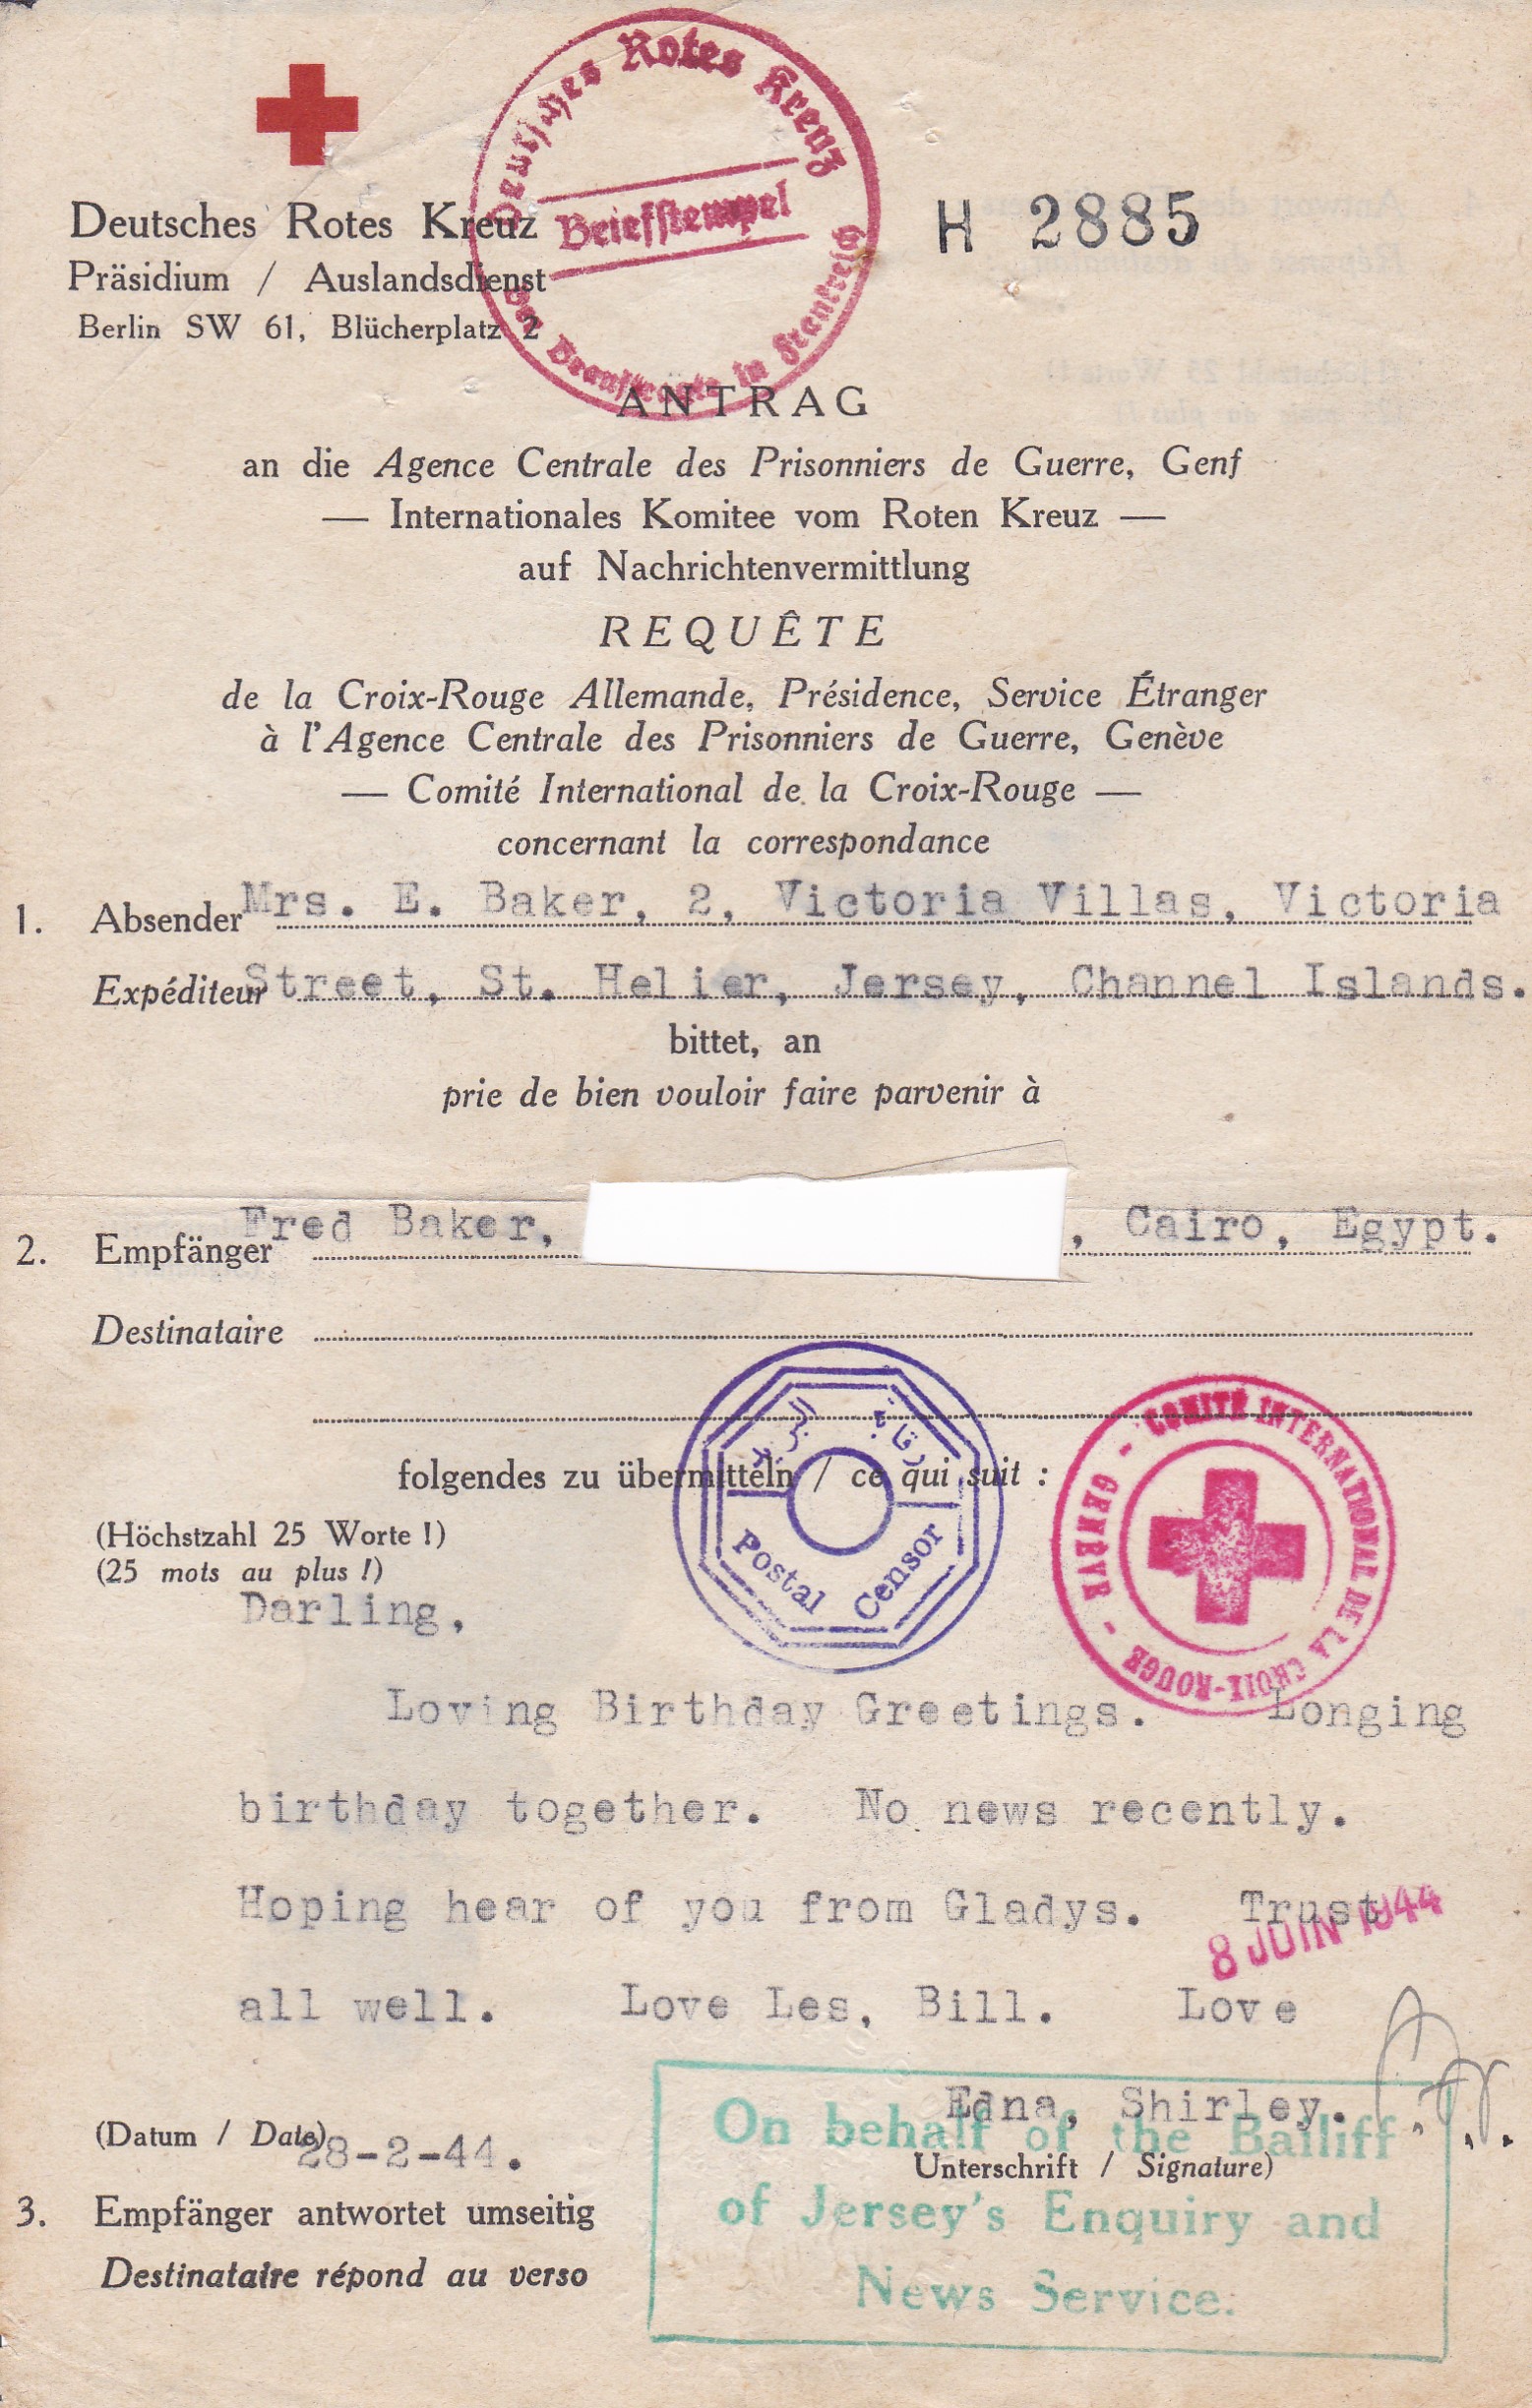 Deutsches Rotes Kreuz
Briefstempel
Der Beauftragte in Frankreich
H 2885
Deutsches Rotes Kreuz
Präsidium / Auslandsdienst
Berlin SW 61, Blücherplatz 2
ANTRAG
an die Agence Centrale des Prisonniers de Guerre, Genf
— Internationales Komitee vom Roten Kreuz —
auf Nachrichtenvermittlung
REQUÊTE
de la Croix-Rouge Allemande, Présidence, Service Étranger
à l'Agence Centrale des Prisonniers de Guerre, Genève
— Comité International de la Croix-Rouge —
concernant la correspondance
1. Absender Mrs. E. Baker, 2, Victoria Villas, Victoria
Expéditeur Street, St. Helier, Jersey, Channel Islands.
bittet, an
prie de bien vouloir faire parvenir à
2. Empfänger Fred Baker, , Cairo, Egypt.
Destinataire
رقابة البريد
Postal Censor
COMITÉ INTERNATIONAL DE LA CROIX-ROUGE - GENÈVE -
folgendes zu übermitteln / ce qui suit :
(Höchstzahl 25 Worte !)
(25 mots au plus !)
Darling,
Loving Birthday Greetings. Longing
birthday together. No news recently.
Hoping hear of you from Gladys. Trust
8 JUIN 1944
all well. Love Les, Bill. Love
Edna, Shirley.
(Datum / Date) 28-2-44.
Unterschrift / Signature)
On behalf of the Bailiff
of Jersey's Enquiry and
News Service.
3. Empfänger antwortet umseitig
Destinataire répond au verso